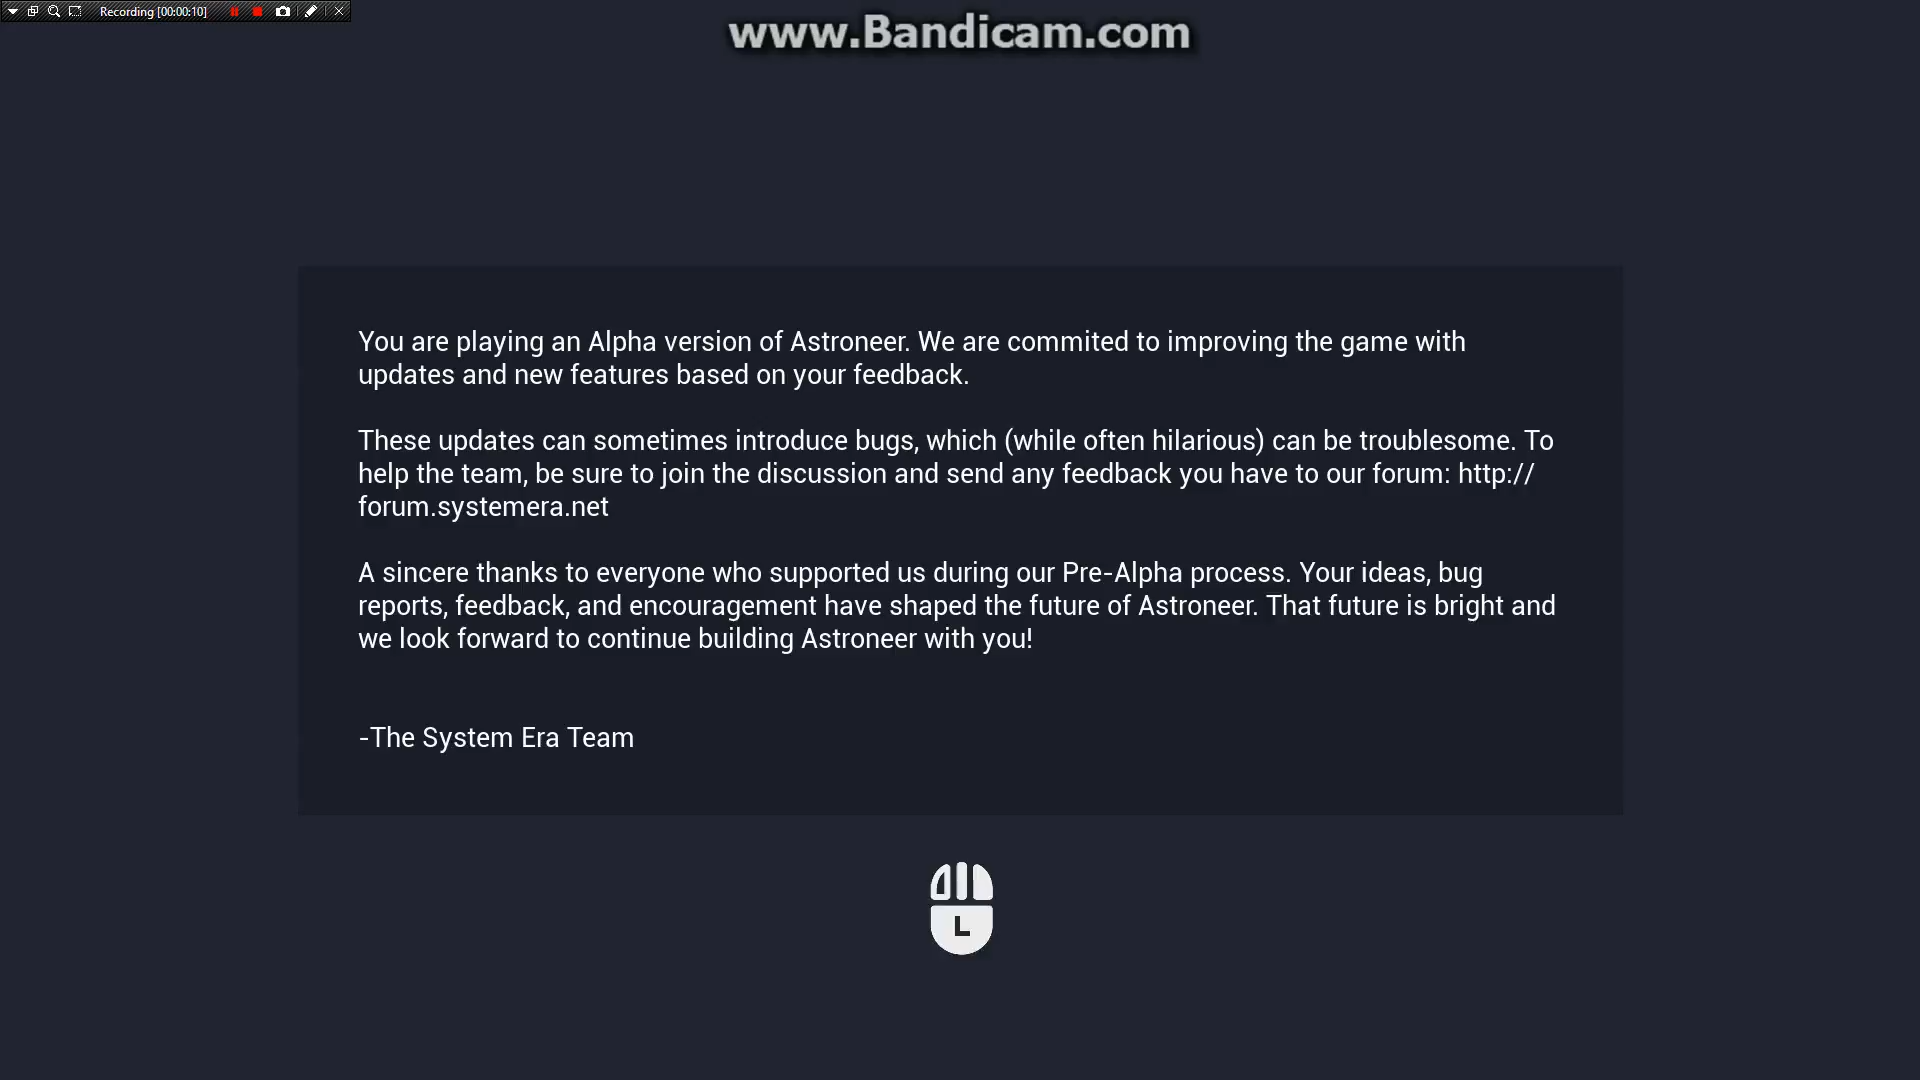 Recording [00:00:10]
www.Bandicam.com
You are playing an Alpha version of Astroneer. We are commited to improving the game with
updates and new features based on your feedback.
These updates can sometimes introduce bugs, which (while often hilarious) can be troublesome. To
help the team, be sure to join the discussion and send any feedback you have to our forum: http://
forum.systemera.net
A sincere thanks to everyone who supported us during our Pre-Alpha process. Your ideas, bug
reports, feedback, and encouragement have shaped the future of Astroneer. That future is bright and
we look forward to continue building Astroneer with you!
-The System Era Team
L